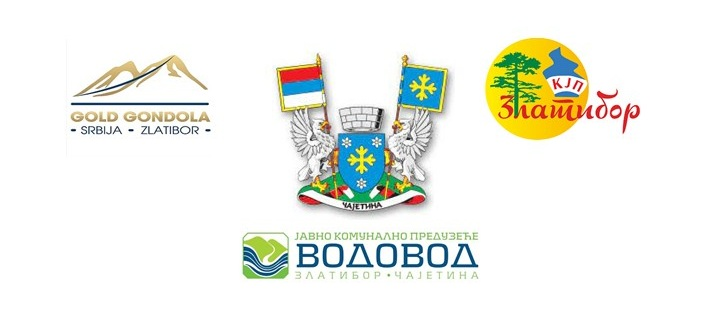 GOLD GONDOLA
• SRBIJA • ZLATIBOR •
ЧАЈЕТИНА
КЈП
Златибор
ЈАВНО КОМУНАЛНО ПРЕДУЗЕЋЕ
ВОДОВОД
ЗЛАТИБОР • ЧАЈЕТИНА